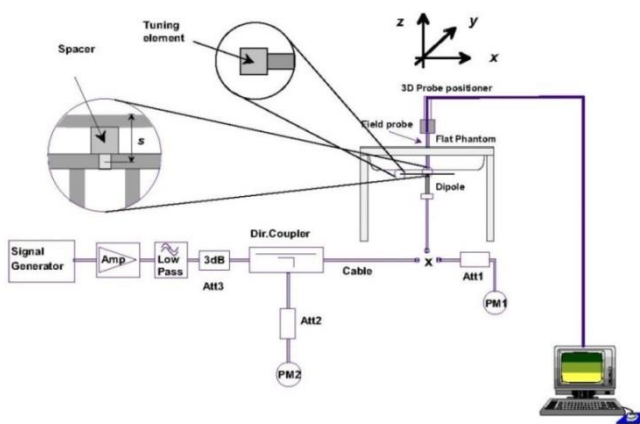 Tuning
element
Spacer
z
y
x
s
3D Probe positioner
Field probe
Flat Phantom
Dipole
Signal
Generator
Amp
Low
Pass
3dB
Att3
Dir.Coupler
Cable
x
Att1
PM1
Att2
PM2